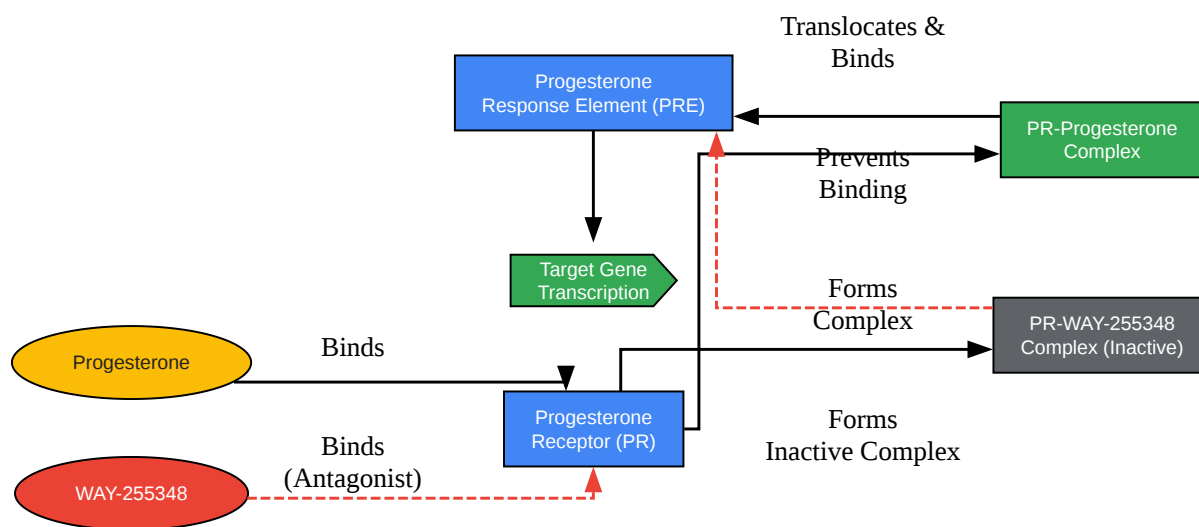 Translocates &
Binds
Progesterone
Response Element (PRE)
PR-Progesterone
Complex
Prevents
Binding
Target Gene
Transcription
Forms
Complex
PR-WAY-255348
Complex (Inactive)
Binds
Progesterone
Progesterone
Receptor (PR)
Forms
Inactive Complex
Binds
(Antagonist)
WAY-255348